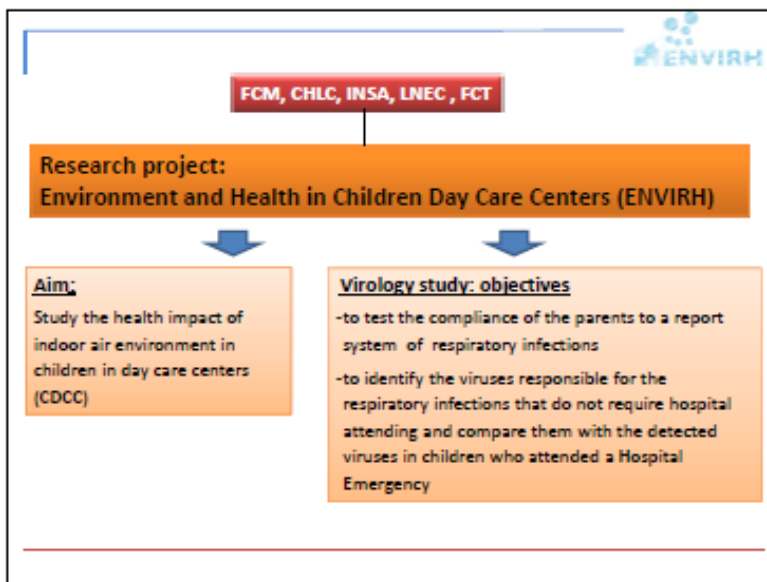 ENVIRH
FCM, CHLC, INSA, LNEC , FCT
Research project:
Environment and Health in Children Day Care Centers (ENVIRH)
Aim:
Study the health impact of
indoor air environment in
children in day care centers
(CDCC)
Virology study: objectives
-to test the compliance of the parents to a report
system of respiratory infections
-to identify the viruses responsible for the
respiratory infections that do not require hospital
attending and compare them with the detected
viruses in children who attended a Hospital
Emergency